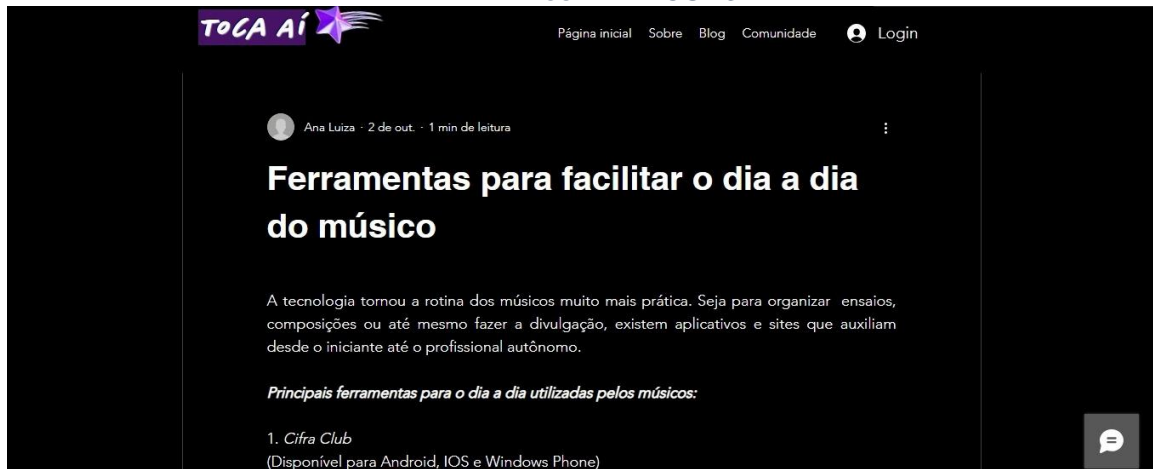 TOCA AÍ
Página inicial Sobre Blog Comunidade Login
Ana Luiza · 2 de out. · 1 min de leitura
Ferramentas para facilitar o dia a dia
do músico
A tecnologia tornou a rotina dos músicos muito mais prática. Seja para organizar ensaios,
composições ou até mesmo fazer a divulgação, existem aplicativos e sites que auxiliam
desde o iniciante até o profissional autônomo.
Principais ferramentas para o dia a dia utilizadas pelos músicos:
1. Cifra Club
(Disponível para Android, IOS e Windows Phone)